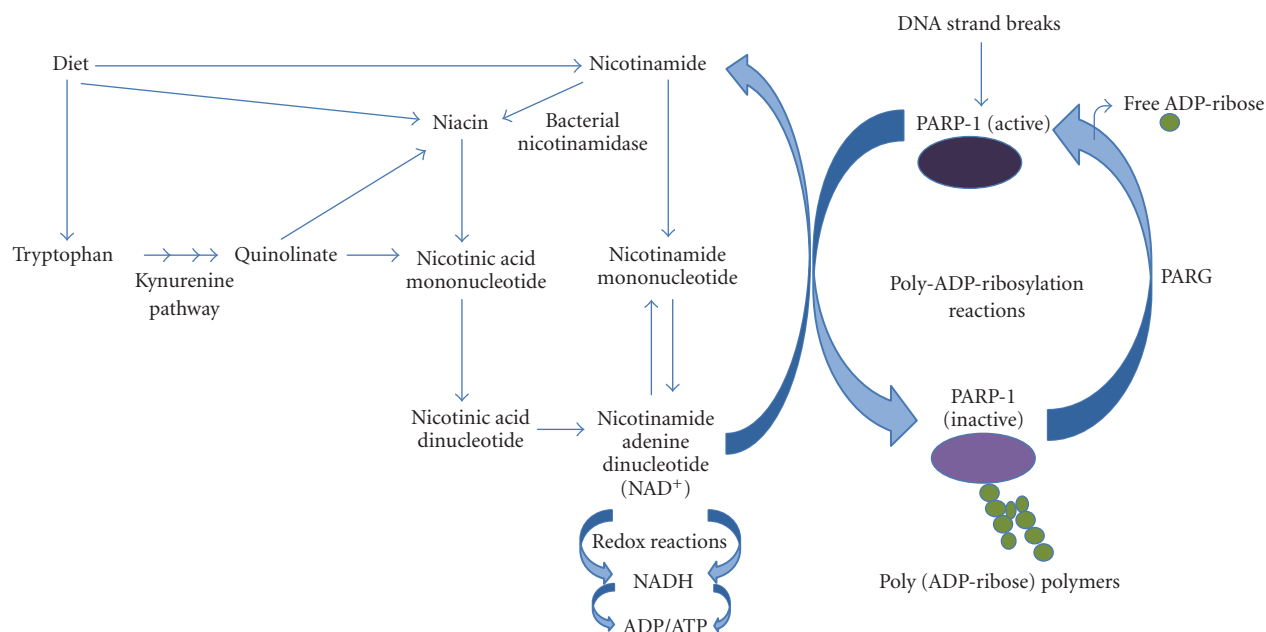 DNA strand breaks
Diet
Nicotinamide
Free ADP-ribose
Niacin
Bacterial
nicotinamidase
PARP-1 (active)
Tryptophan
Kynurenine
pathway
Quinolinate
Nicotinic acid
mononucleotide
Nicotinamide
mononucleotide
Poly-ADP-ribosylation
reactions
PARG
PARP-1
(inactive)
Nicotinic acid
dinucleotide
Nicotinamide
adenine
dinucleotide
(NAD+)
Redox reactions
NADH
ADP/ATP
Poly (ADP-ribose) polymers